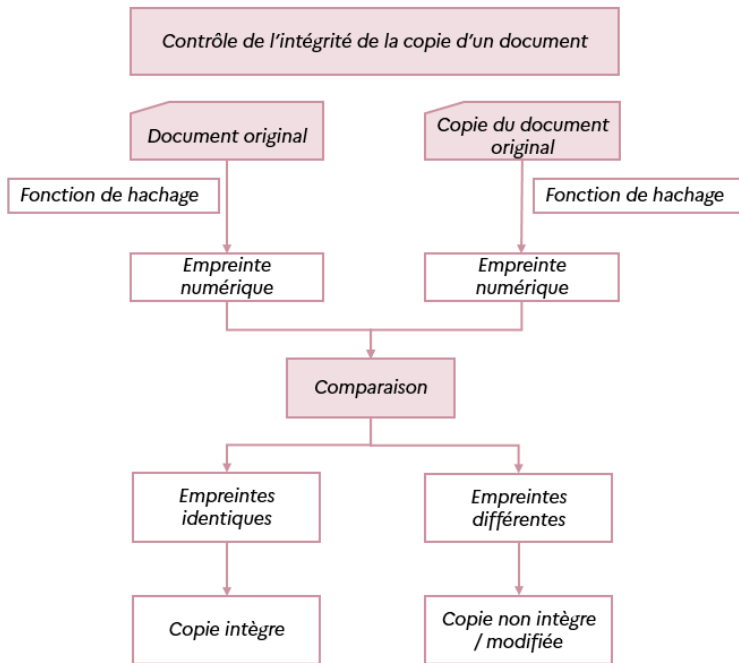 Contrôle de l'intégrité de la copie d'un document
Document original
Copie du document
original
Fonction de hachage
Fonction de hachage
Empreinte
numérique
Empreinte
numérique
Comparaison
Empreintes
identiques
Empreintes
différentes
Copie intègre
Copie non intègre
/ modifiée